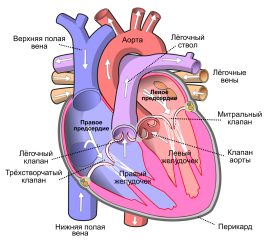 Верхняя полая
вена
Аорта
Лёгочный
ствол
Лёгочные
вены
Левое
предсердие
Митральный
клапан
Правое
предсердие
Клапан
аорты
Лёгочный
клапан
Левый
желудочек
Трёхстворчатый
клапан
Правый
желудочек
Нижняя полая
вена
Перикард